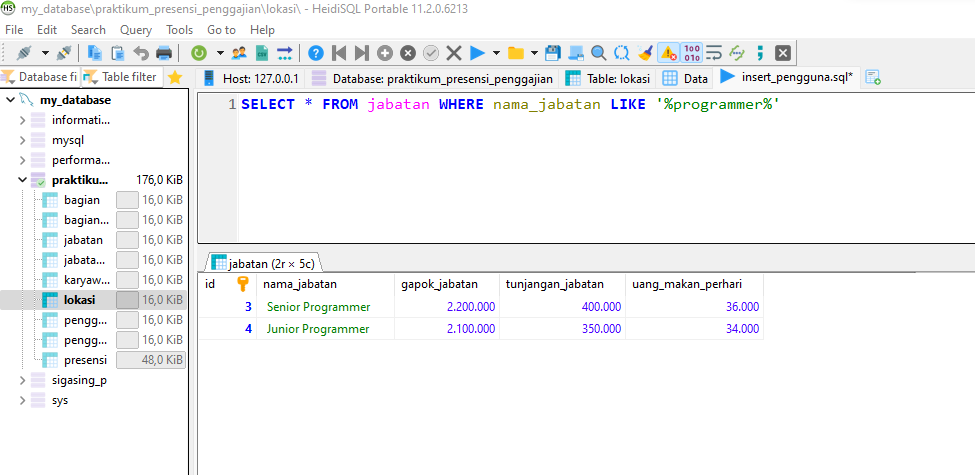 my_database\praktikum_presensi_penggajian\lokasi\ - HeidiSQL Portable 11.2.0.6213
File Edit Search Query Tools Go to Help
Database fi Table filter Host: 127.0.0.1 Database: praktikum_presensi_penggajian Table: lokasi Data insert_pengguna.sql*
my_database
informati...
mysql
performa...
praktiku... 176,0 KiB
bagian 16,0 KiB
bagian... 16,0 KiB
jabatan 16,0 KiB
jabata... 16,0 KiB
karyaw... 16,0 KiB
lokasi 16,0 KiB
pengg... 16,0 KiB
pengg... 16,0 KiB
presensi 48,0 KiB
sigasing_p
sys
1 SELECT * FROM jabatan WHERE nama_jabatan LIKE '%programmer%'
jabatan (2r × 5c)
id nama_jabatan gapok_jabatan tunjangan_jabatan uang_makan_perhari
3 Senior Programmer 2.200.000 400.000 36.000
4 Junior Programmer 2.100.000 350.000 34.000